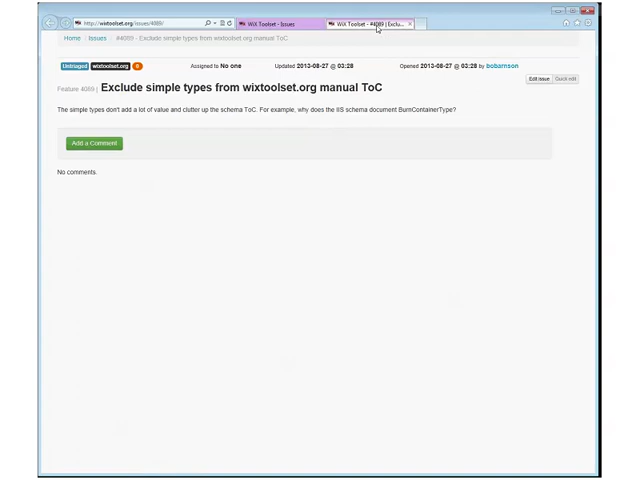 http://wixtoolset.org/issues/4089/
WiX Toolset - Issues
WiX Toolset - #4089 | Exclu...
Home / Issues / #4089 - Exclude simple types from wixtoolset.org manual ToC
Untriaged wixtoolset.org 0 Assigned to No one Updated 2013-08-27 @ 03:28 Opened 2013-08-27 @ 03:28 by bobarnson
Edit issue Quick edit
Feature 4089 | Exclude simple types from wixtoolset.org manual ToC
The simple types don't add a lot of value and clutter up the schema ToC. For example, why does the IIS schema document BurnContainerType?
Add a Comment
No comments.